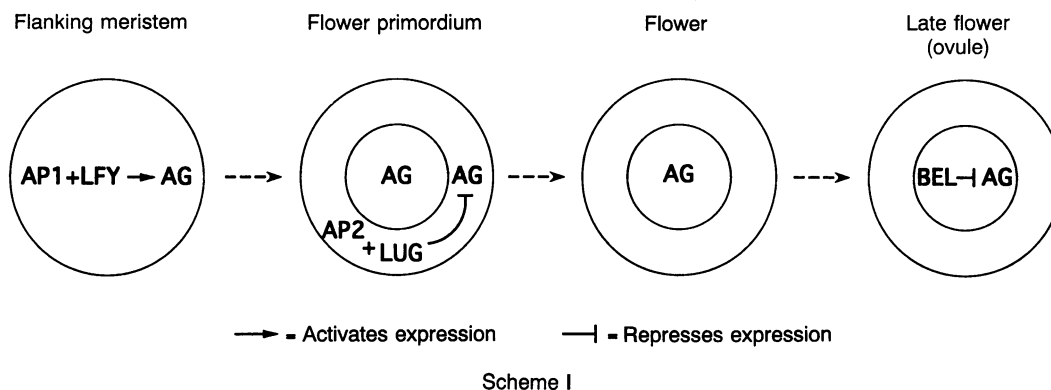 Flanking meristem
Flower primordium
Flower
Late flower
(ovule)
AP1+LFY → AG
AG
AG
AP2
+ LUG
AG
BEL ⊣ AG
→ = Activates expression
⊢ = Represses expression
Scheme I